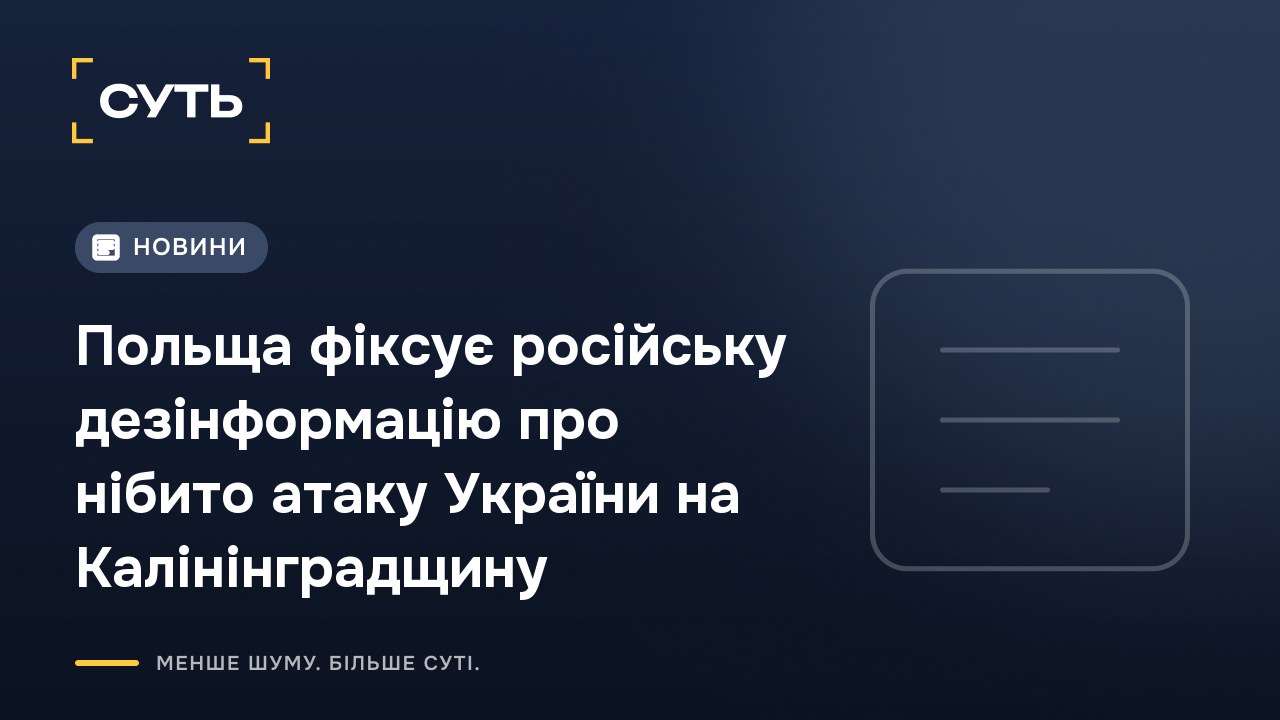 СУТЬ
НОВИНИ
Польща фіксує російську
дезінформацію про
нібито атаку України на
Калінінградщину
МЕНШЕ ШУМУ. БІЛЬШЕ СУТІ.